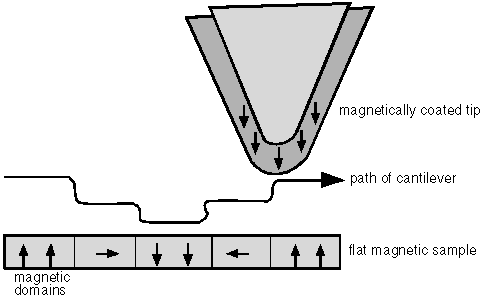 magnetically coated tip
path of cantilever
flat magnetic sample
magnetic
domains